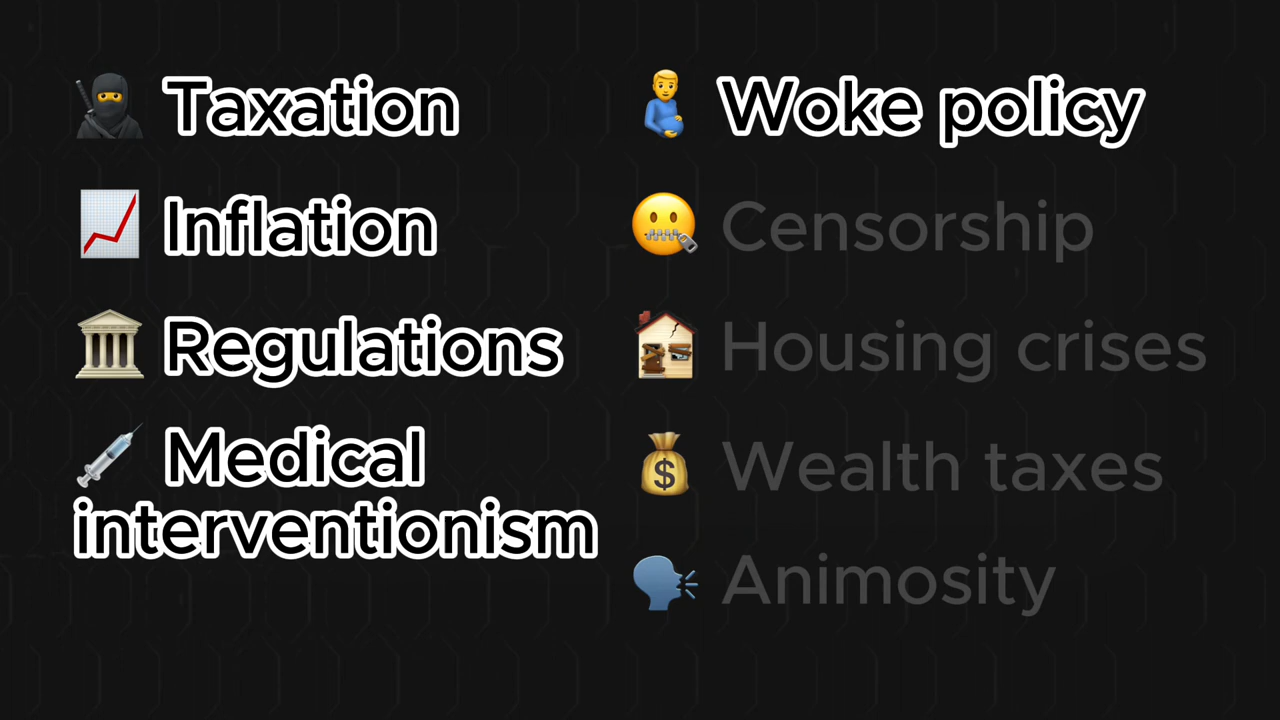 Taxation
Inflation
Regulations
Medical
interventionism
Woke policy
Censorship
Housing crises
Wealth taxes
Animosity